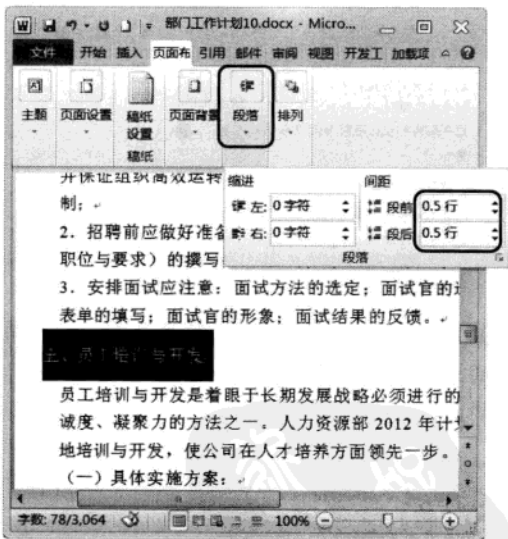 部门工作计划10.docx - Micro...
文件 开始 插入 页面布 引用 邮件 审阅 视图 开发工 加载项
主题 页面设置 稿纸设置 页面背景 段落 排列
稿纸
缩进 间距
左: 0 字符 段前 0.5 行
右: 0 字符 段后 0.5 行
段落
并保证组织高效运转
制;
2. 招聘前应做好准备
职位与要求）的撰写
3. 安排面试应注意: 面试方法的选定; 面试官的
表单的填写; 面试官的形象; 面试结果的反馈。
、员工培训与开发
员工培训与开发是着眼于长期发展战略必须进行的
诚度、凝聚力的方法之一。人力资源部 2012 年计
地培训与开发, 使公司在人才培养方面领先一步。
(一) 具体实施方案:
字数: 78/3,064 100%